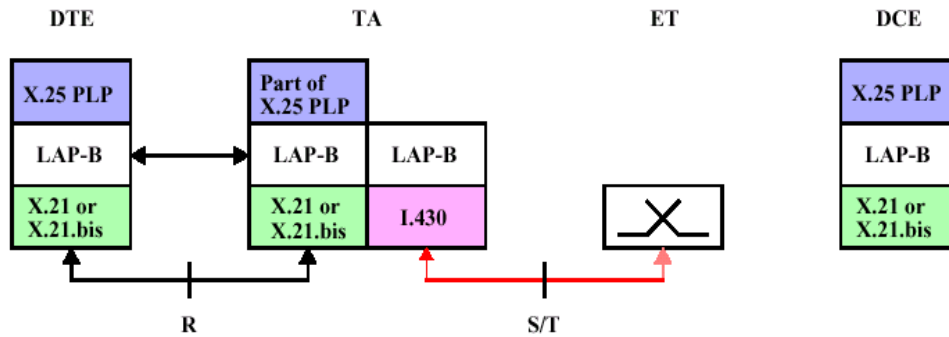 DTE TA ET DCE
X.25 PLP
Part of
X.25 PLP
X.25 PLP
LAP-B LAP-B LAP-B LAP-B
X.21 or
X.21.bis
X.21 or
X.21.bis
I.430
X.21 or
X.21.bis
R S/T